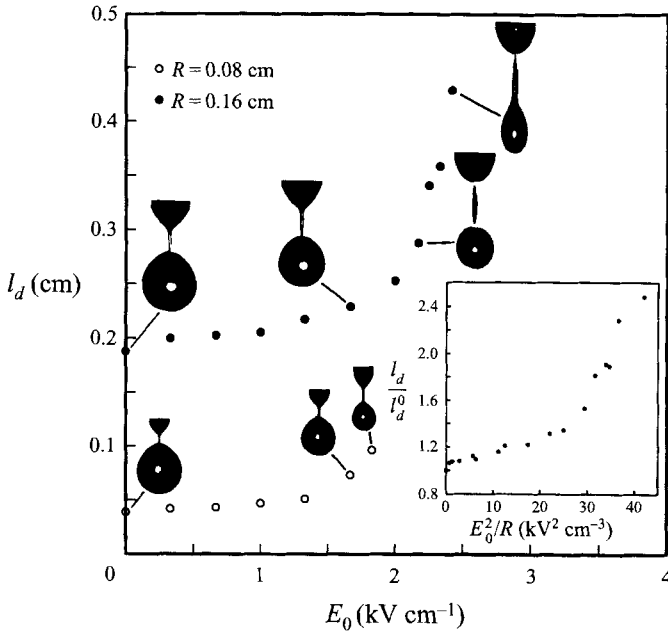 0.5
0.4
0.3
0.2
0.1
0
l_d (cm)
○ R = 0.08 cm
● R = 0.16 cm
0 1 2 3 4
E_0 (kV cm^−1)
2.4
2.0
1.6
1.2
0.8
l_d / l_d^0
0 10 20 30 40
E_0^2/R (kV^2 cm^−3)